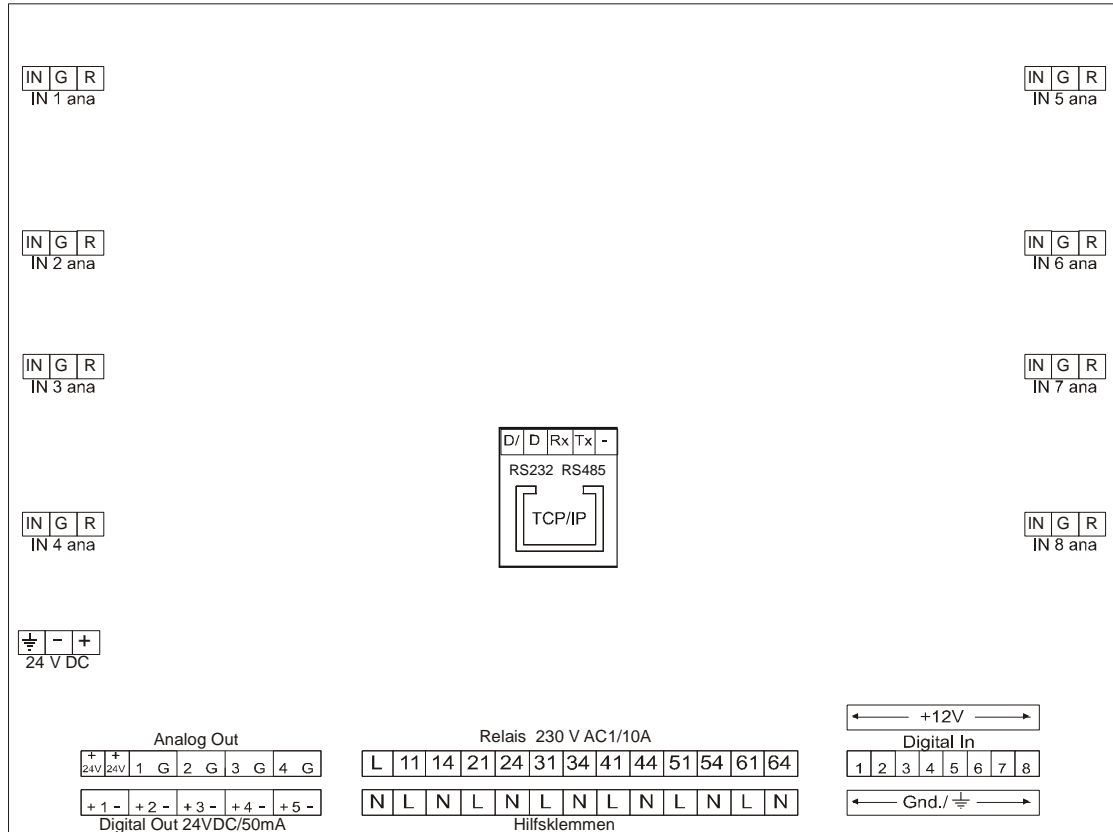 IN G R
IN 1 ana
IN G R
IN 5 ana
IN G R
IN 2 ana
IN G R
IN 6 ana
IN G R
IN 3 ana
IN G R
IN 7 ana
D/ D Rx Tx -
RS232 RS485
TCP/IP
IN G R
IN 4 ana
IN G R
IN 8 ana
⏚ - +
24 V DC
Analog Out
+ 24V + 24V 1 G 2 G 3 G 4 G
+ 1 - + 2 - + 3 - + 4 - + 5 -
Digital Out 24VDC/50mA
Relais 230 V AC1/10A
L 11 14 21 24 31 34 41 44 51 54 61 64
N L N L N L N L N L N L N
Hilfsklemmen
+12V
Digital In
1 2 3 4 5 6 7 8
Gnd./ ⏚